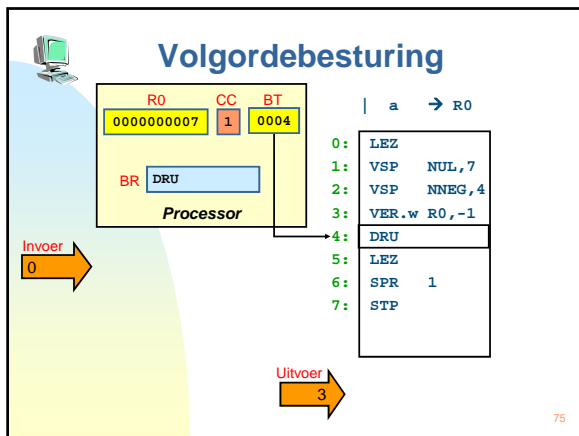 Volgordebesturing
R0 CC BT
0000000007 1 0004
BR DRU
Processor
Invoer
0
| a → R0
0: LEZ
1: VSP NUL,7
2: VSP NNEG,4
3: VER.w R0,-1
4: DRU
5: LEZ
6: SPR 1
7: STP
Uitvoer
3
75